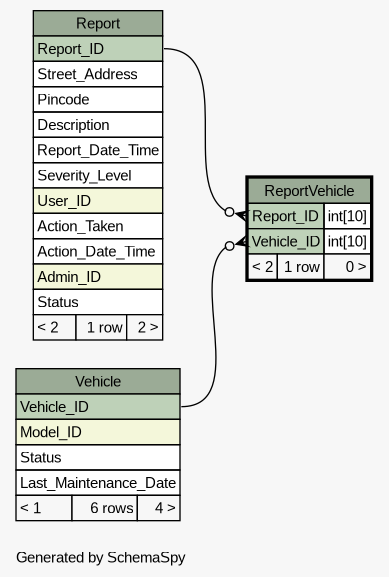 Report
Report_ID
Street_Address
Pincode
Description
Report_Date_Time
Severity_Level
User_ID
Action_Taken
Action_Date_Time
Admin_ID
Status
< 2 1 row 2 >
ReportVehicle
Report_ID int[10]
Vehicle_ID int[10]
< 2 1 row 0 >
Vehicle
Vehicle_ID
Model_ID
Status
Last_Maintenance_Date
< 1 6 rows 4 >
Generated by SchemaSpy